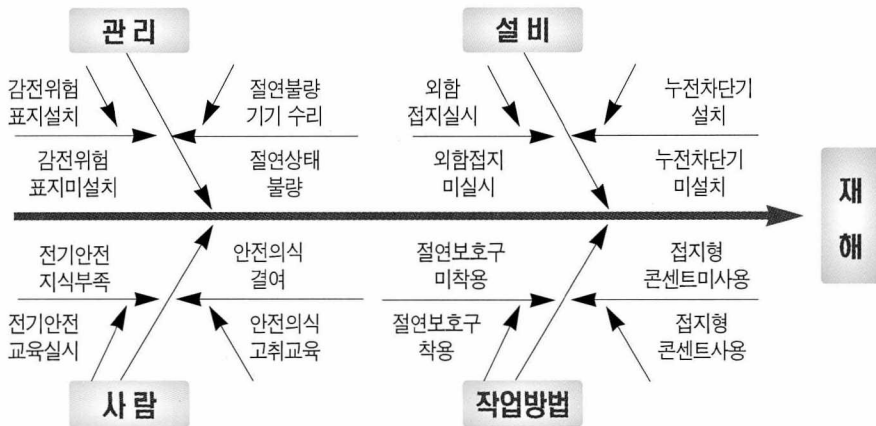 관리
설비
감전위험
표지설치
절연불량
기기 수리
외함
접지실시
누전차단기
설치
감전위험
표지미설치
절연상태
불량
외함접지
미실시
누전차단기
미설치
재
해
전기안전
지식부족
안전의식
결여
절연보호구
미착용
접지형
콘센트미사용
전기안전
교육실시
안전의식
고취교육
절연보호구
착용
접지형
콘센트사용
사람
작업방법